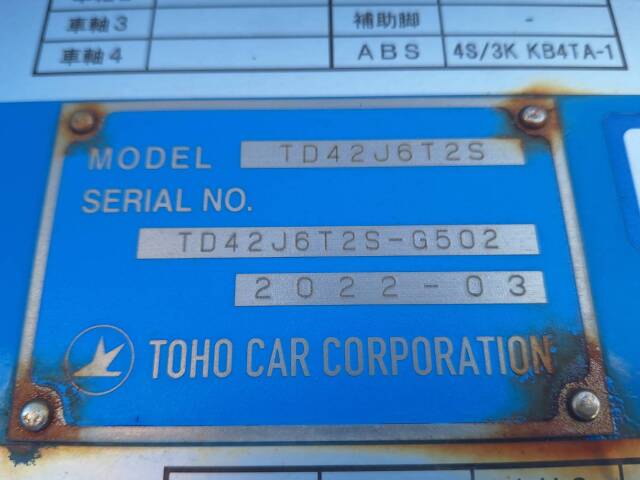 車軸3 補助脚 -
車軸4 ABS 4S/3K KB4TA-1
MODEL TD42J6T2S
SERIAL NO.
TD42J6T2S-G502
2022-03
TOHO CAR CORPORATION